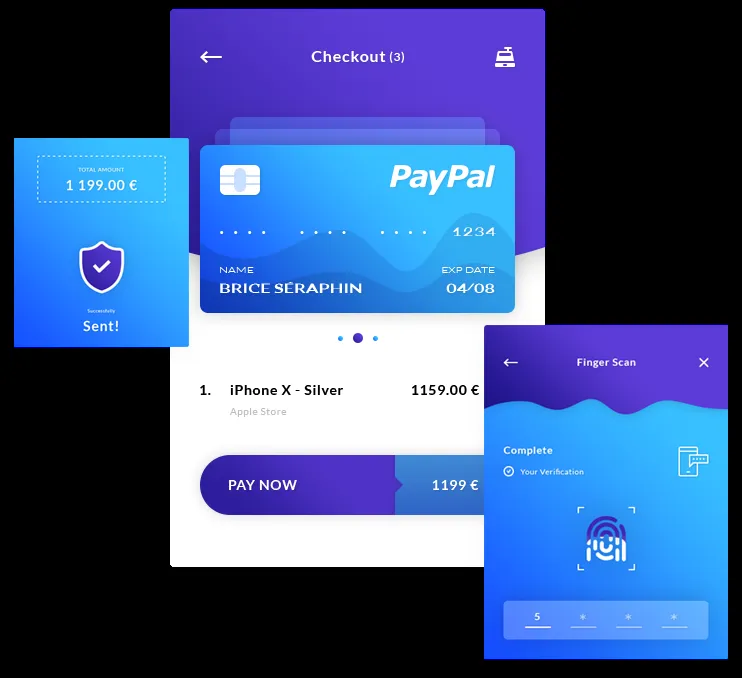 Checkout (3)
TOTAL AMOUNT
1 199.00 €
Successfully
Sent!
PayPal
1234
NAME
EXP DATE
BRICE SÉRAPHIN
04/08
1. iPhone X - Silver 1159.00 €
Apple Store
PAY NOW 1199 €
Finger Scan
Complete
Your Verification
5 * * *